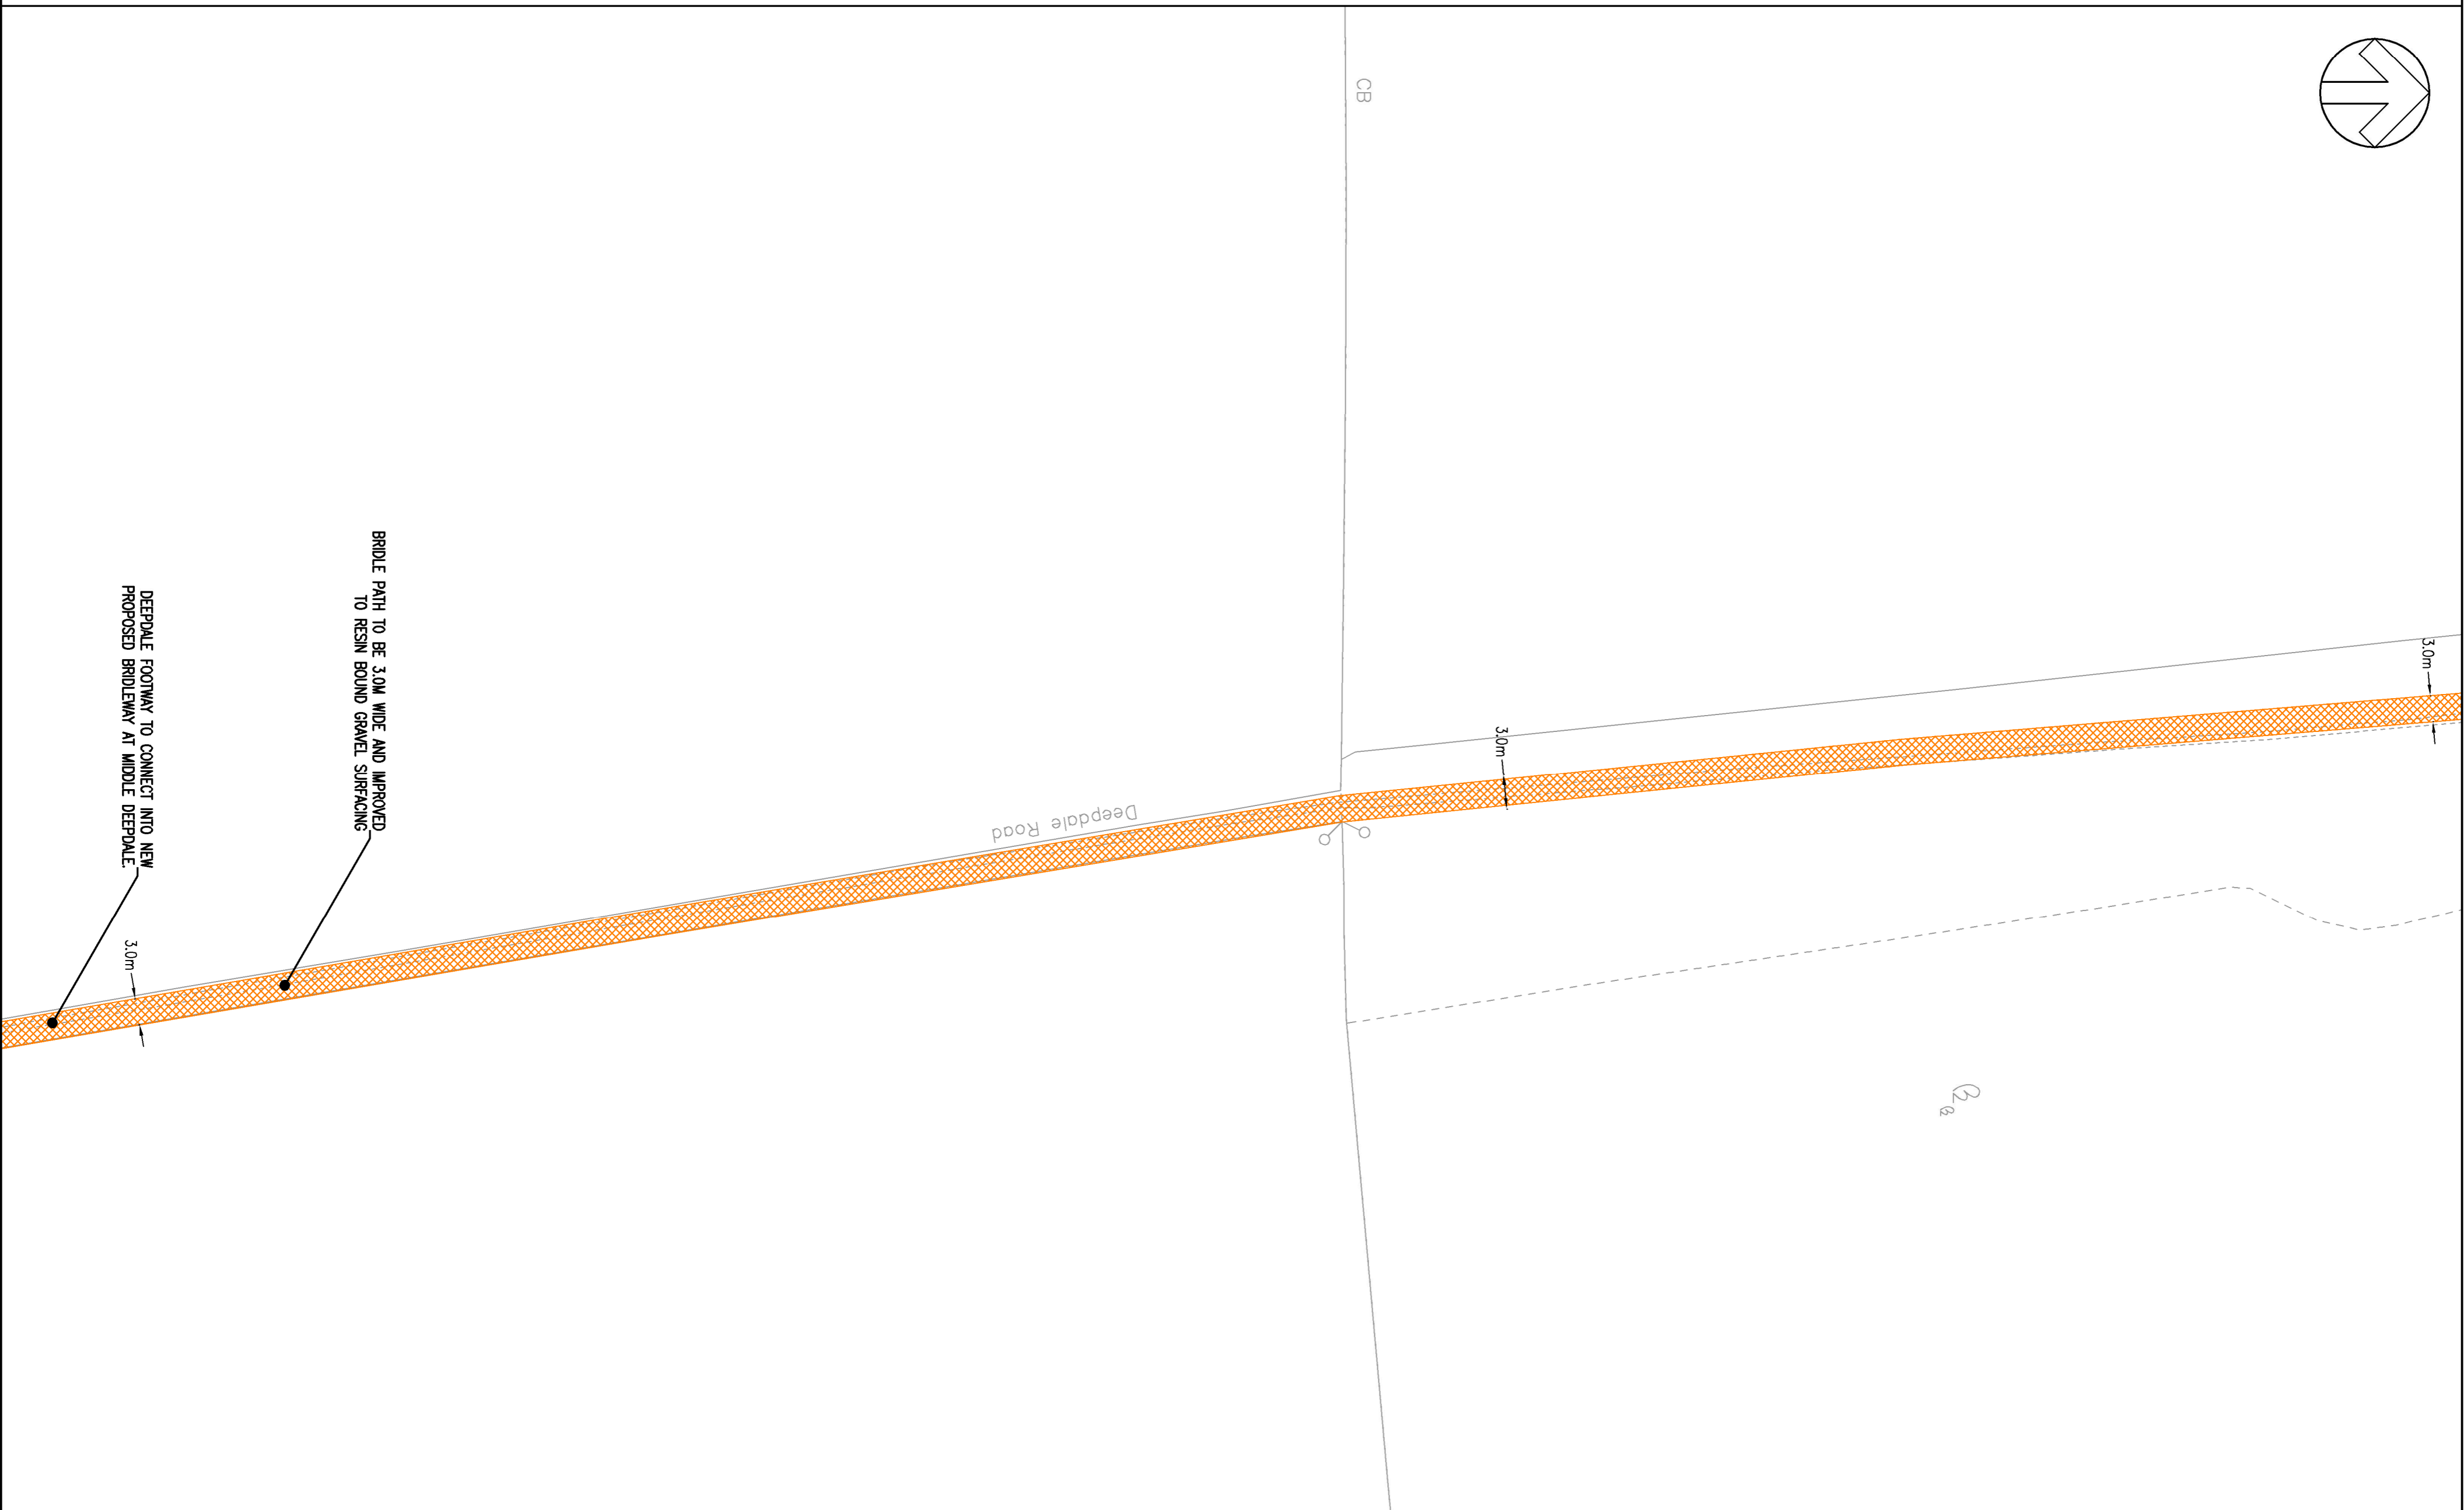 CB
3.0m
3.0m
BRIDLE PATH TO BE 3.0M WIDE AND IMPROVED
TO RESIN BOUND GRAVEL SURFACING
DEEPDALE FOOTWAY TO CONNECT INTO NEW
PROPOSED BRIDLEWAY AT MIDDLE DEEPDALE.
Deepdale Road
3.0m